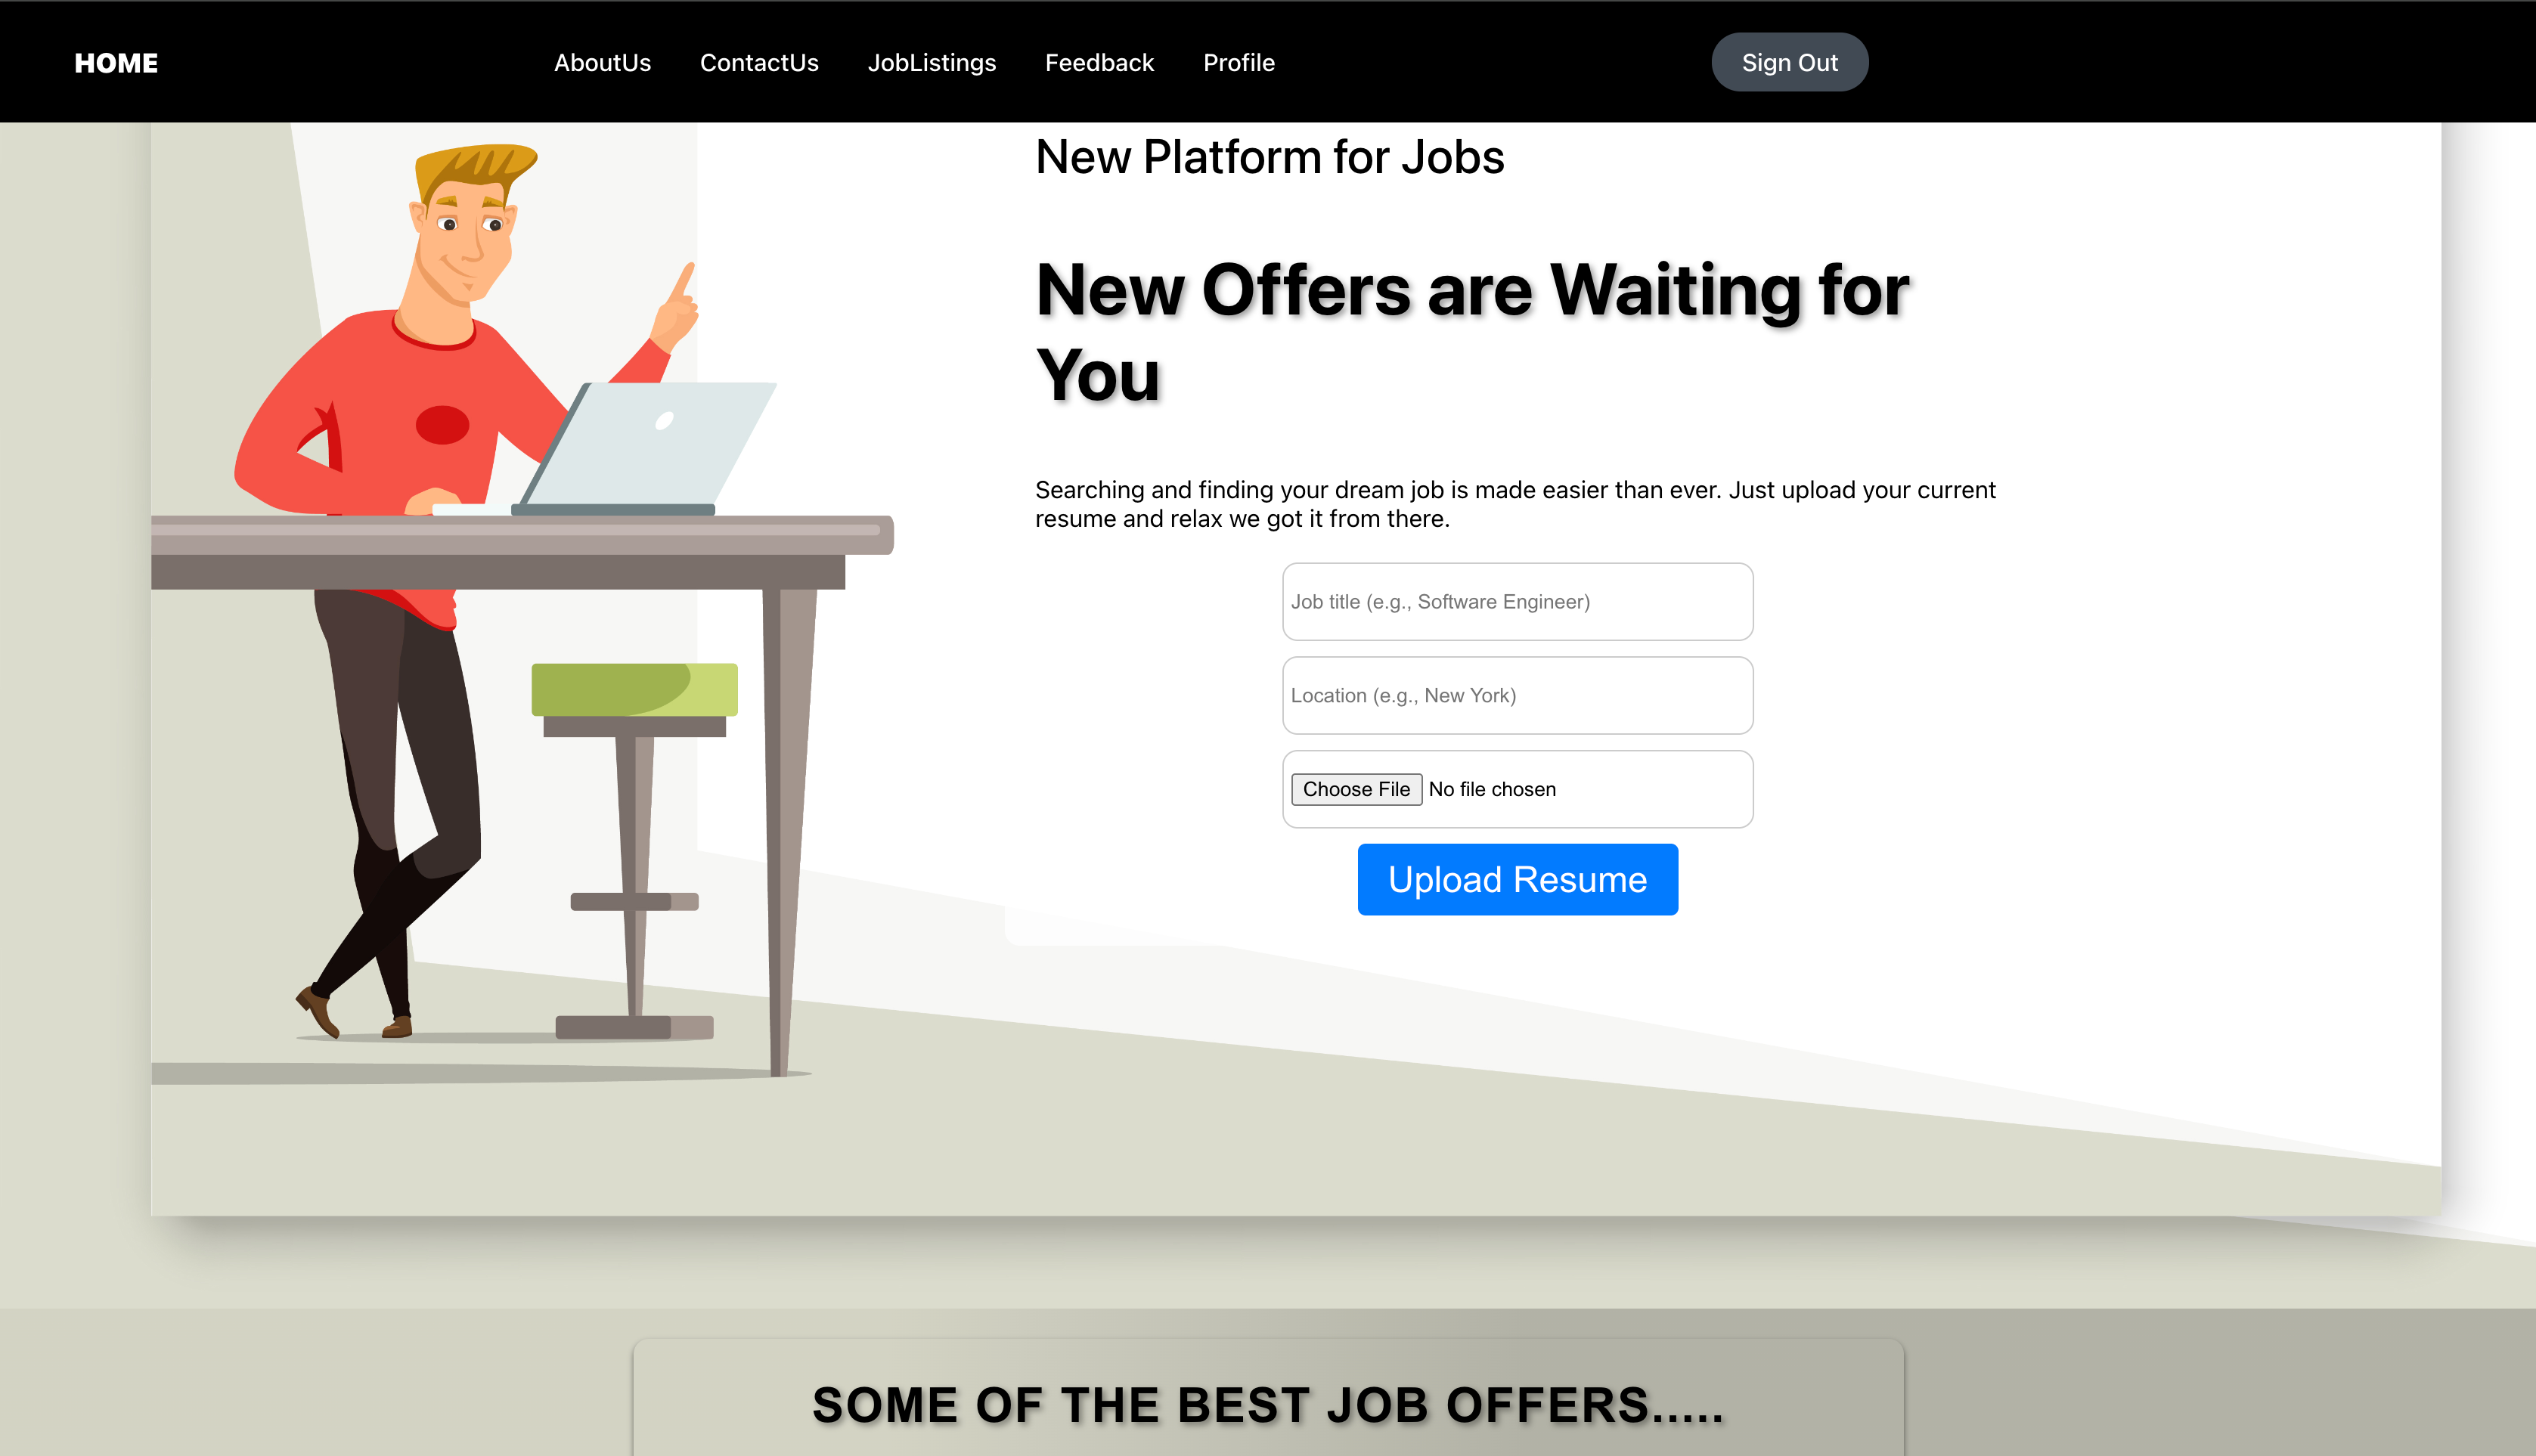 HOME
AboutUs
ContactUs
JobListings
Feedback
Profile
Sign Out
New Platform for Jobs
New Offers are Waiting for
You
Searching and finding your dream job is made easier than ever. Just upload your current
resume and relax we got it from there.
Job title (e.g., Software Engineer)
Location (e.g., New York)
Choose File No file chosen
Upload Resume
SOME OF THE BEST JOB OFFERS.....